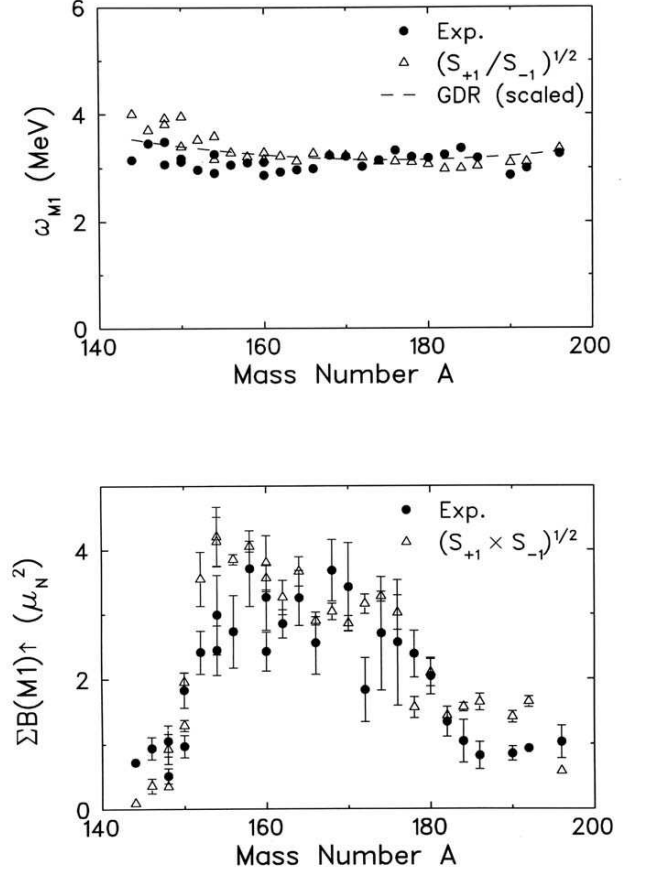 6
4
2
0
ω_M1 (MeV)
Exp.
(S_+1/S_-1)^1/2
GDR (scaled)
140
160
180
200
Mass Number A
4
2
0
ΣB(M1)↑ (μ_N^2)
Exp.
(S_+1 × S_-1)^1/2
140
160
180
200
Mass Number A